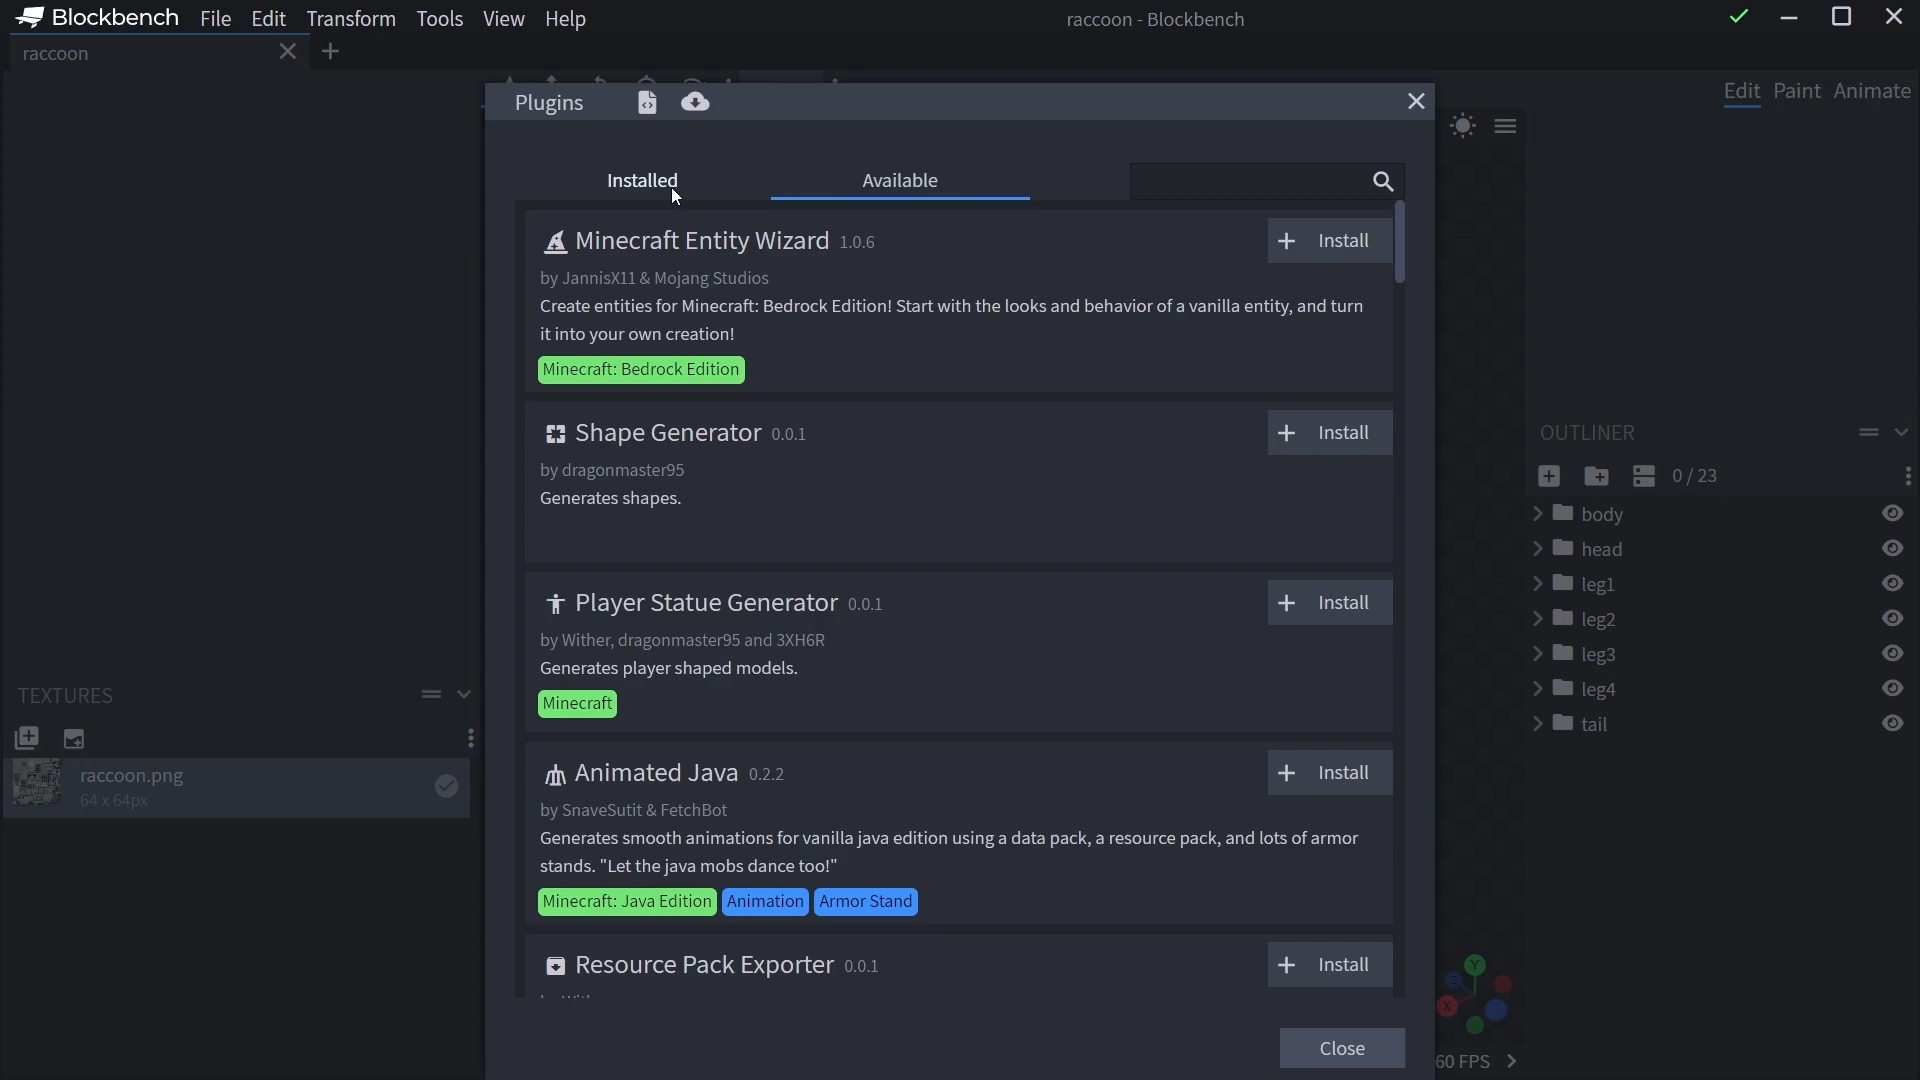 Blockbench File Edit Transform Tools View Help
raccoon - Blockbench
raccoon
Edit Paint Animate
Plugins
Installed
Available
Minecraft Entity Wizard 1.0.6
Install
by JannisX11 & Mojang Studios
Create entities for Minecraft: Bedrock Edition! Start with the looks and behavior of a vanilla entity, and turn
it into your own creation!
Minecraft: Bedrock Edition
Shape Generator 0.0.1
Install
by dragonmaster95
Generates shapes.
Player Statue Generator 0.0.1
Install
by Wither, dragonmaster95 and 3XH6R
Generates player shaped models.
Minecraft
Animated Java 0.2.2
Install
by SnaveSutit & FetchBot
Generates smooth animations for vanilla java edition using a data pack, a resource pack, and lots of armor
stands. "Let the java mobs dance too!"
Minecraft: Java Edition Animation Armor Stand
Resource Pack Exporter 0.0.1
Install
Close
TEXTURES
raccoon.png
64 x 64px
OUTLINER
0 / 23
body
head
leg1
leg2
leg3
leg4
tail
Y
Z
X
60 FPS